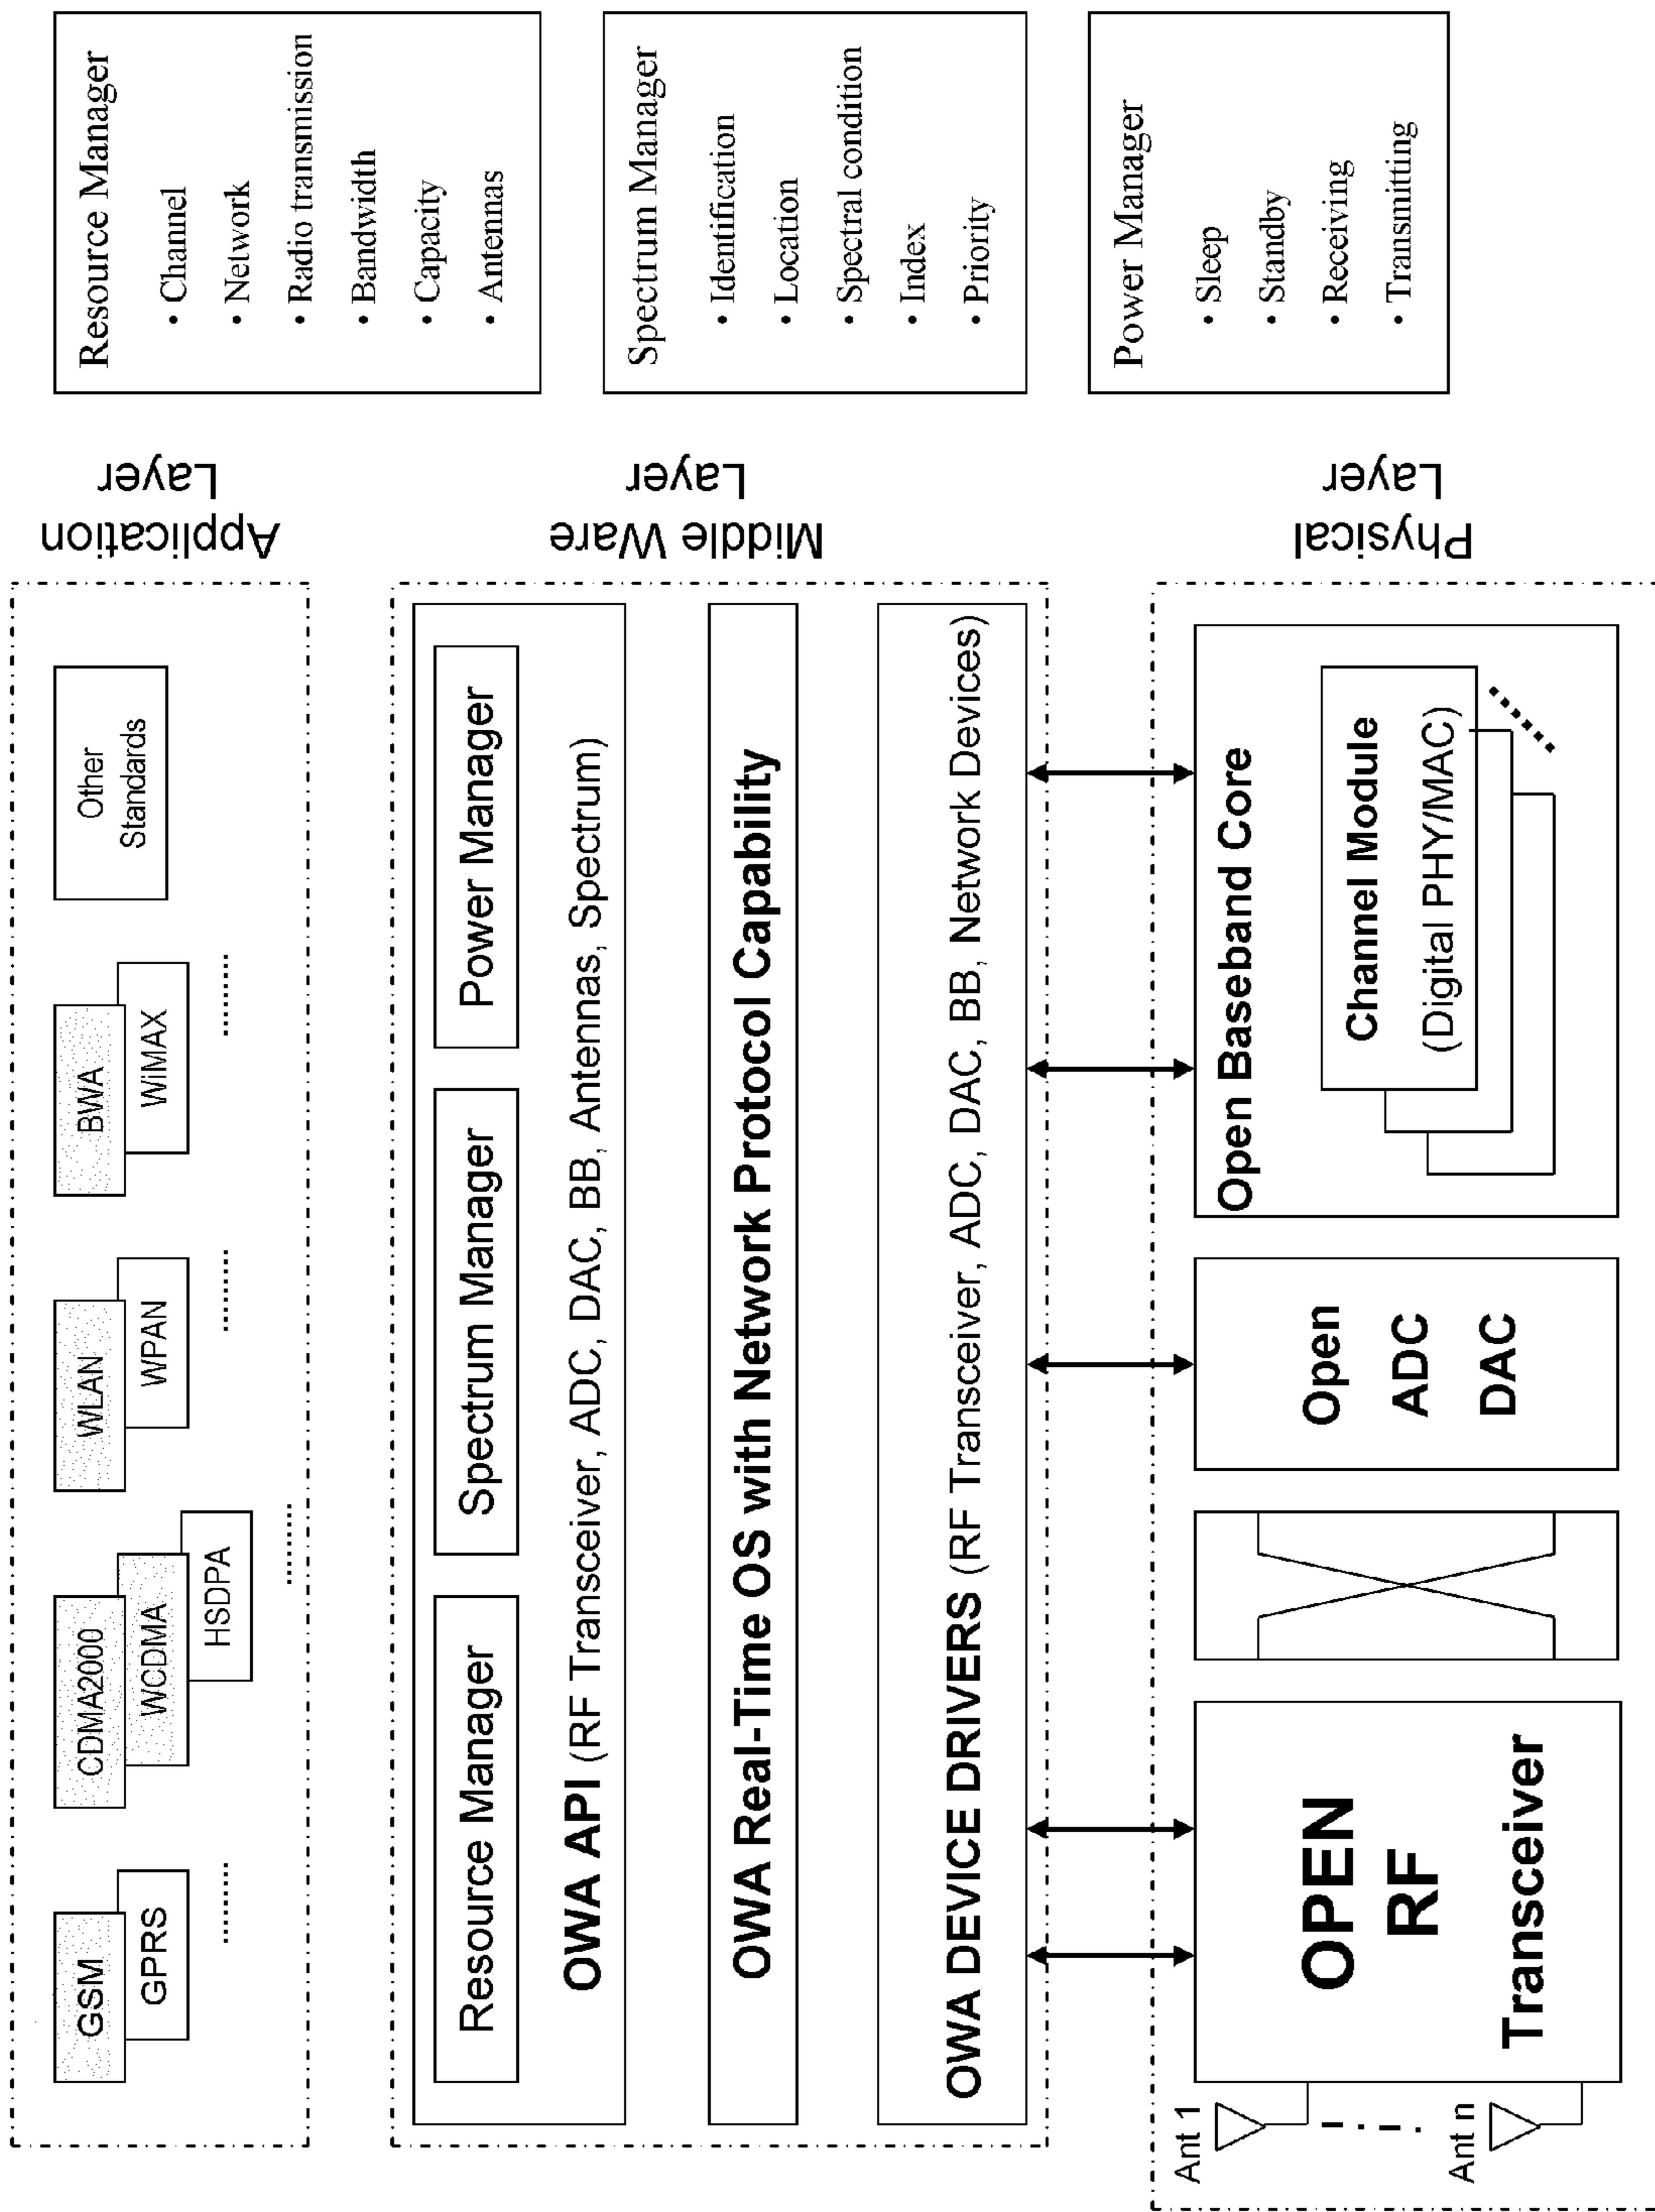 GSM
GPRS
........
CDMA2000
WCDMA
HSDPA
........
WLAN
WPAN
........
BWA
WiMAX
........
Other
Standards
Application
Layer
Resource Manager
Spectrum Manager
Power Manager
OWA API (RF Transceiver, ADC, DAC, BB, Antennas, Spectrum)
OWA Real-Time OS with Network Protocol Capability
OWA DEVICE DRIVERS (RF Transceiver, ADC, DAC, BB, Network Devices)
Middle Ware
Layer
Ant 1
Ant n
OPEN
RF
Transceiver
Open
ADC
DAC
Open Baseband Core
Channel Module
(Digital PHY/MAC)
Physical
Layer
Resource Manager
• Channel
• Network
• Radio transmission
• Bandwidth
• Capacity
• Antennas
Spectrum Manager
• Identification
• Location
• Spectral condition
• Index
• Priority
Power Manager
• Sleep
• Standby
• Receiving
• Transmitting